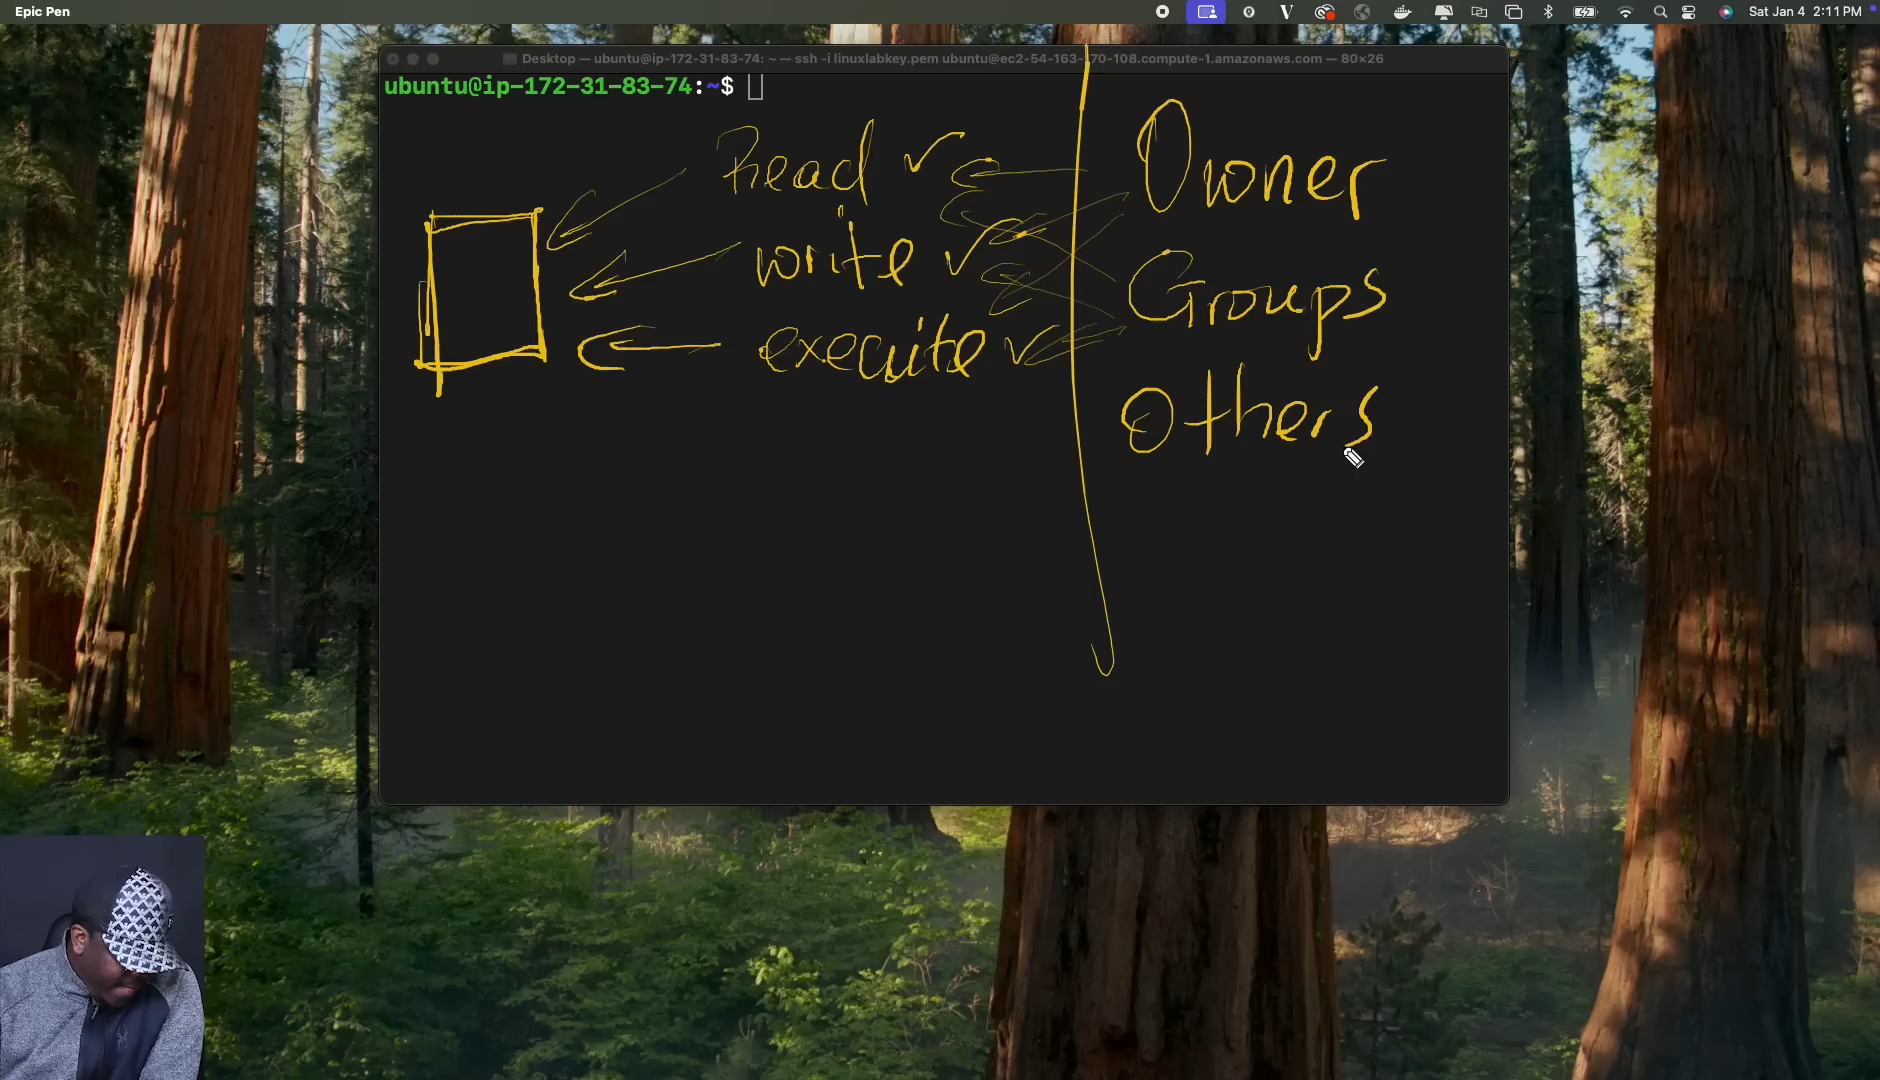 Epic Pen
Sat Jan 4 2:11 PM
Desktop — ubuntu@ip-172-31-83-74: ~ — ssh -i linuxlabkey.pem ubuntu@ec2-54-163-170-108.compute-1.amazonaws.com — 80×26
ubuntu@ip-172-31-83-74:~$
Read
write
execute
Owner
Groups
Others